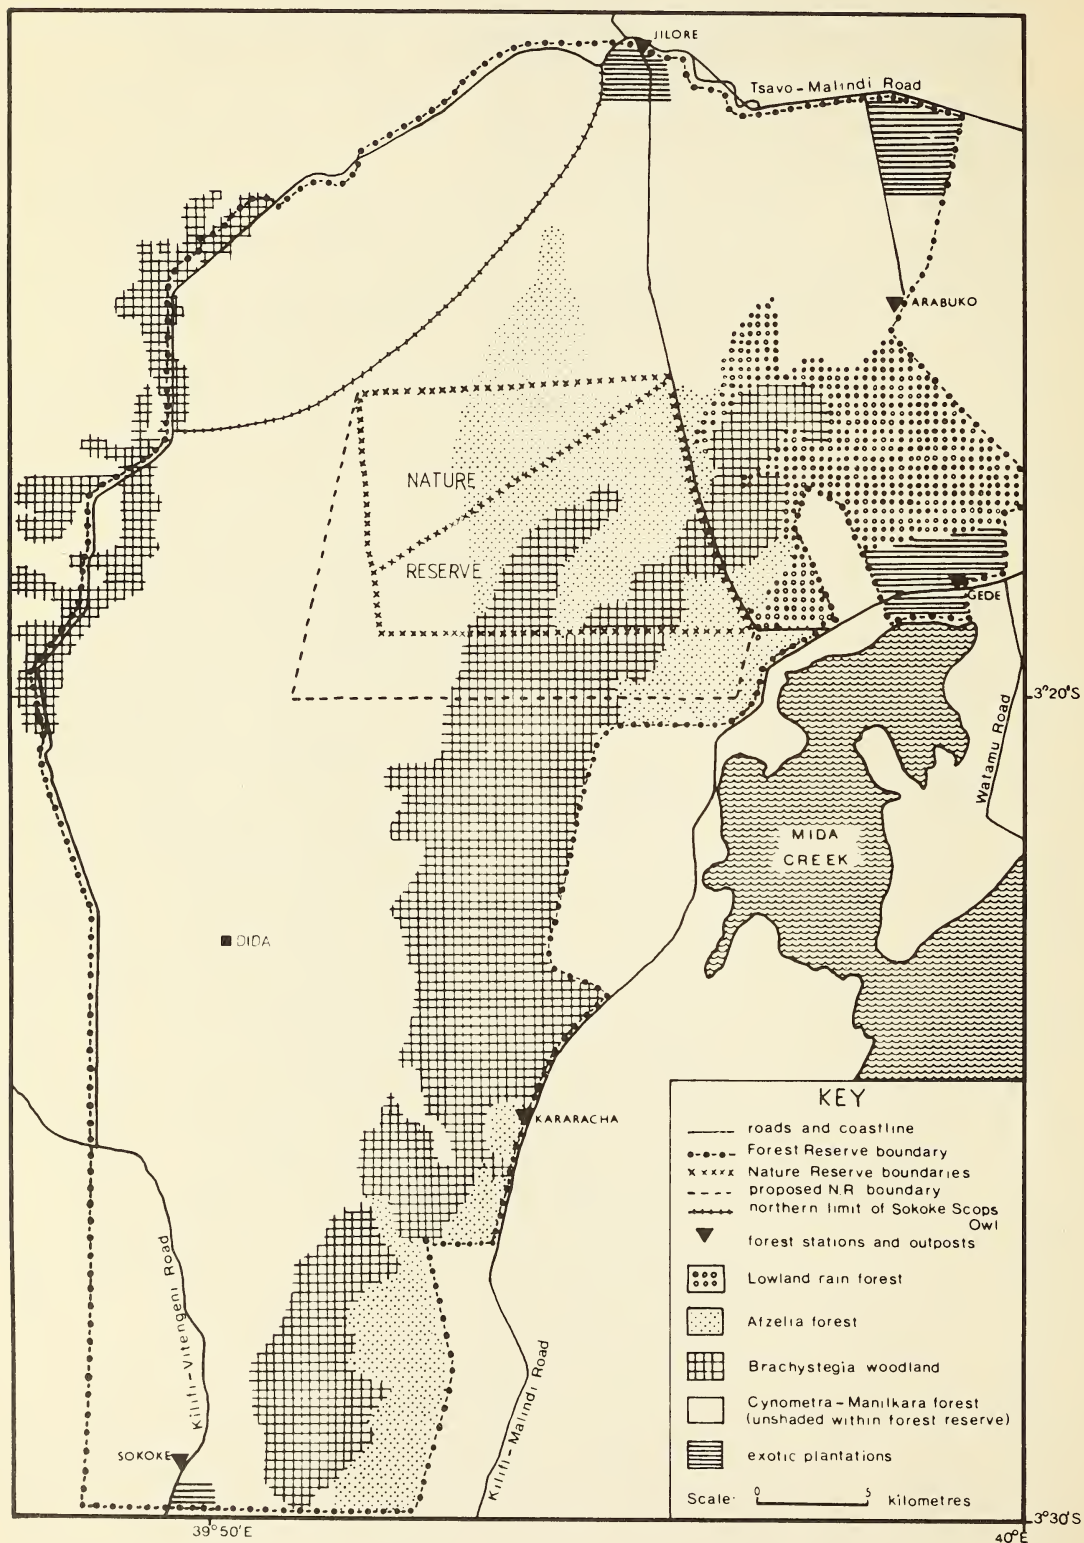 JILORE
Tsavo-Malindi Road
ARABUKO
NATURE
RESERVE
GEDE
3°20'S
Watamu Road
MIDA
CREEK
DIDA
KARARACHA
KEY
roads and coastline
Forest Reserve boundary
Nature Reserve boundaries
proposed N.R boundary
northern limit of Sokoke Scops
Owl
forest stations and outposts
Lowland rain forest
Afzelia forest
Brachystegia woodland
Cynometra-Manilkara forest
(unshaded within forest reserve)
exotic plantations
Scale 0 5 kilometres
Kilifi-Vitengeni Road
Kilifi-Malindi Road
SOKOKE
39°50'E
3°30'S
40°E